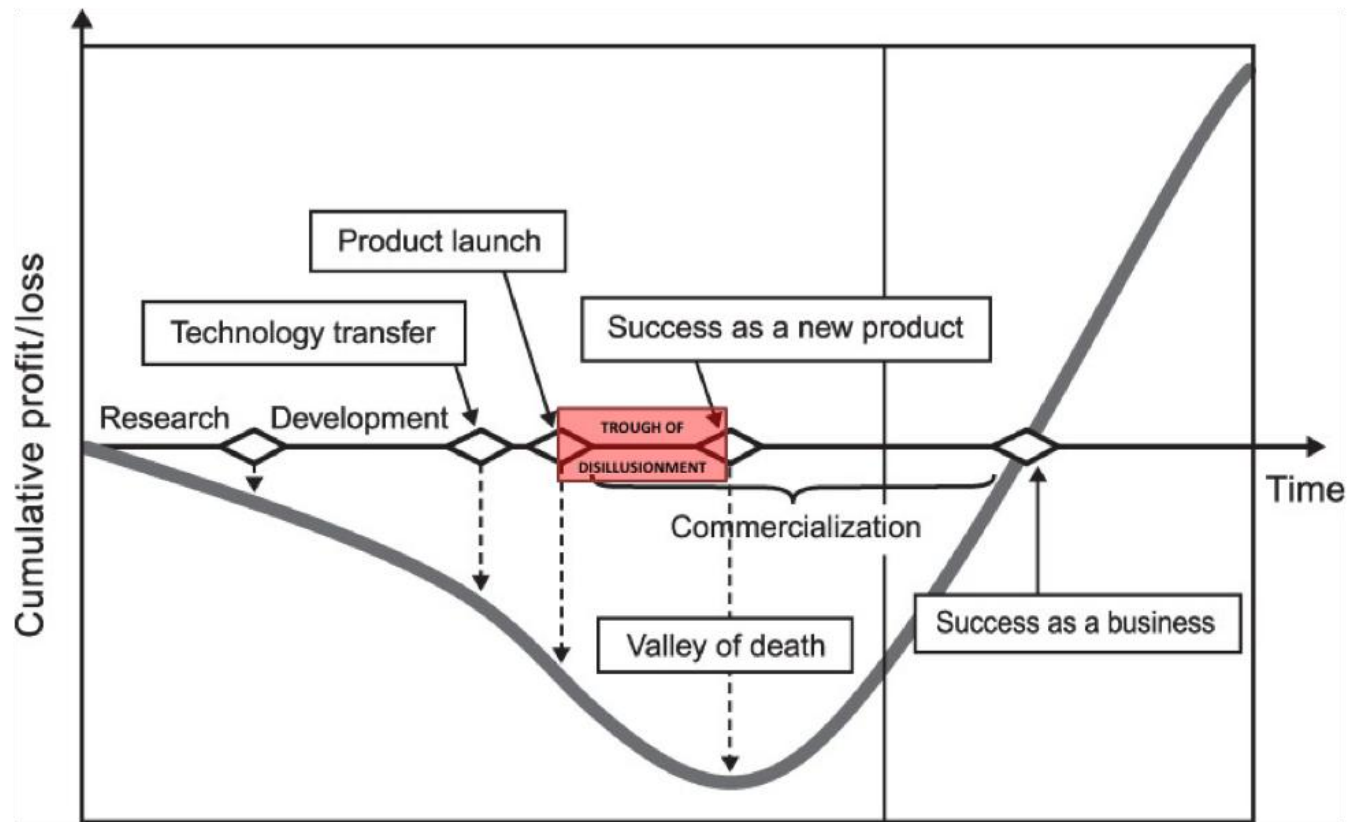 Cumulative profit/loss
Product launch
Technology transfer
Success as a new product
Research
Development
TROUGH OF
DISILLUSIONMENT
Time
Commercialization
Success as a business
Valley of death